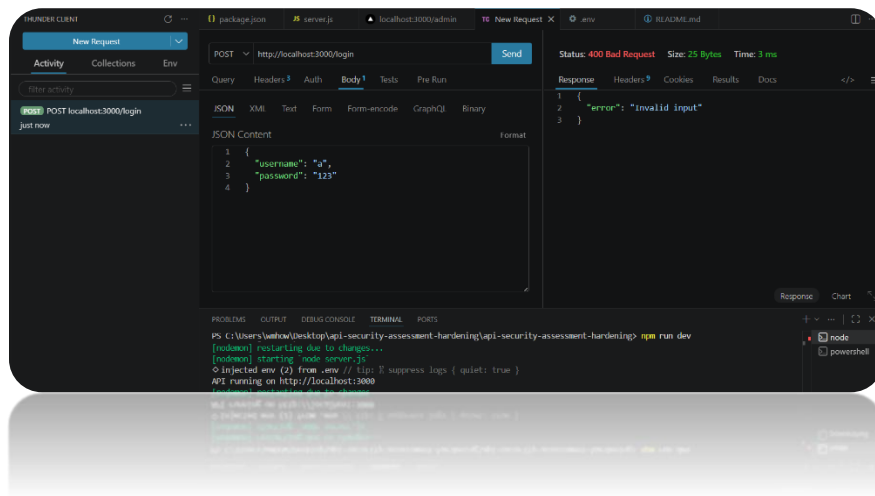 THUNDER CLIENT
New Request
Activity Collections Env
filter activity
POST POST localhost:3000/login
just now
{} package.json JS server.js localhost:3000/admin TC New Request .env README.md
POST http://localhost:3000/login Send
Query Headers 3 Auth Body 1 Tests Pre Run
JSON XML Text Form Form-encode GraphQL Binary
JSON Content Format
1 {
2 "username": "a",
3 "password": "123"
4 }
Status: 400 Bad Request Size: 25 Bytes Time: 3 ms
Response Headers 9 Cookies Results Docs </>
1 {
2 "error": "Invalid input"
3 }
Response Chart
PROBLEMS OUTPUT DEBUG CONSOLE TERMINAL PORTS
PS C:\Users\wmhow\Desktop\api-security-assessment-hardening\api-security-assessment-hardening> npm run dev
[nodemon] restarting due to changes...
[nodemon] starting `node server.js`
injected env (2) from .env // tip: suppress logs { quiet: true }
API running on http://localhost:3000
[nodemon] restarting due to changes
node
powershell